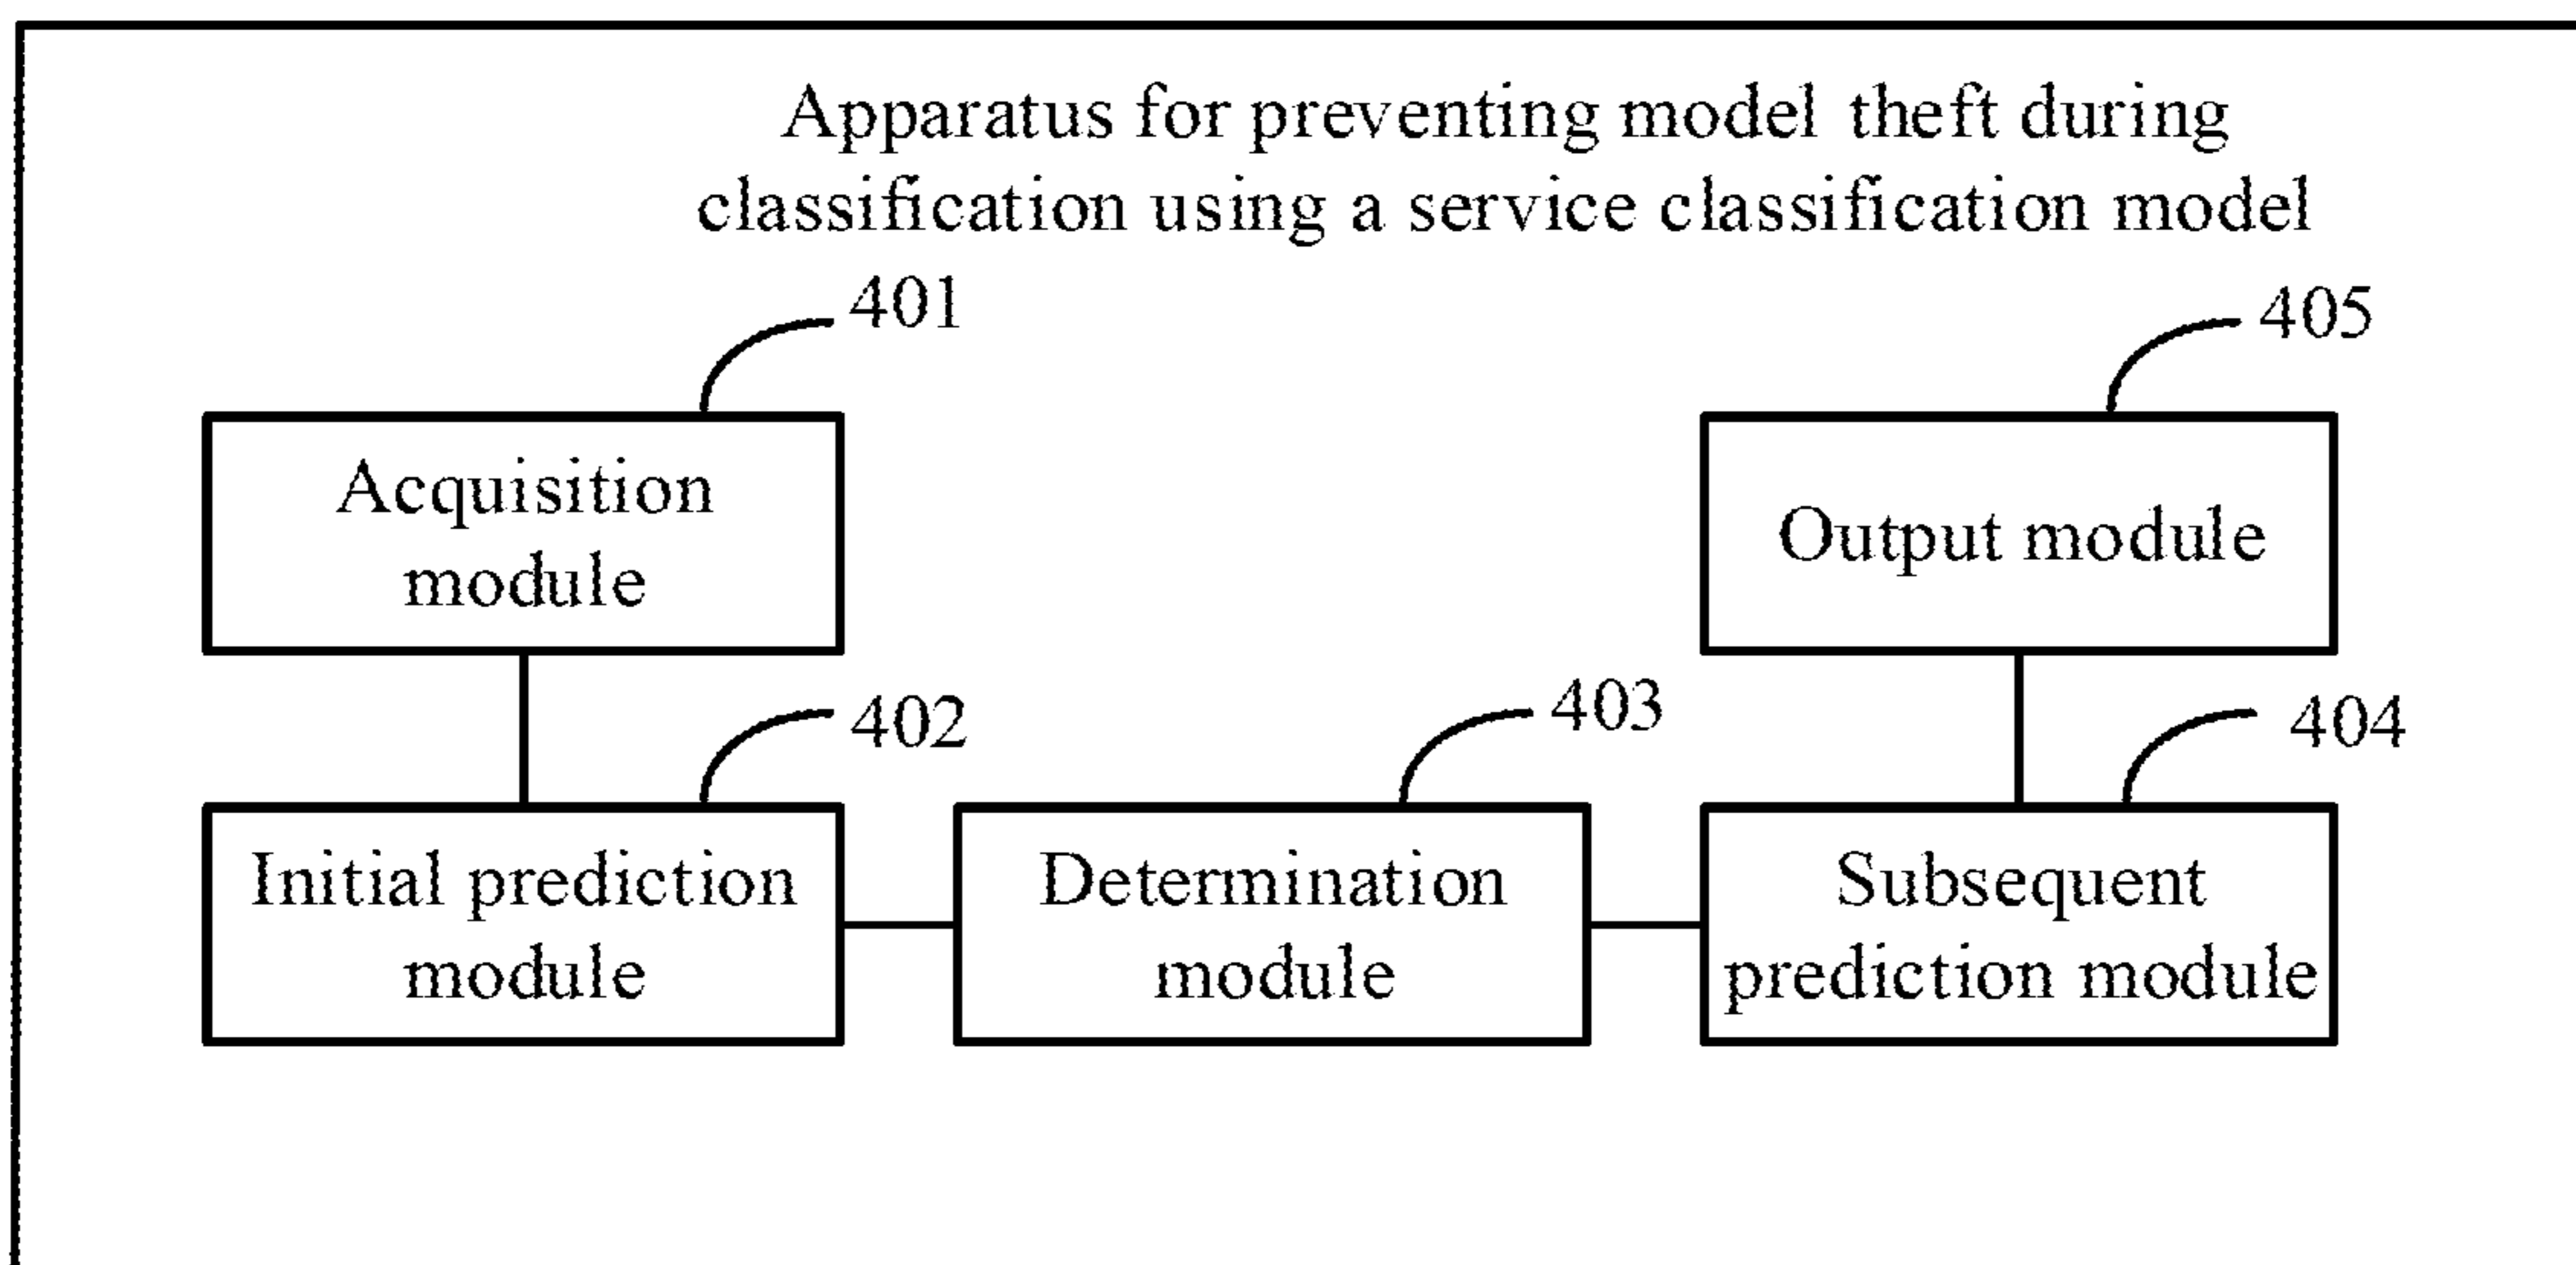 Apparatus for preventing model theft during
classification using a service classification model
401
405
Acquisition
module
Output module
402
403
404
Initial prediction
module
Determination
module
Subsequent
prediction module